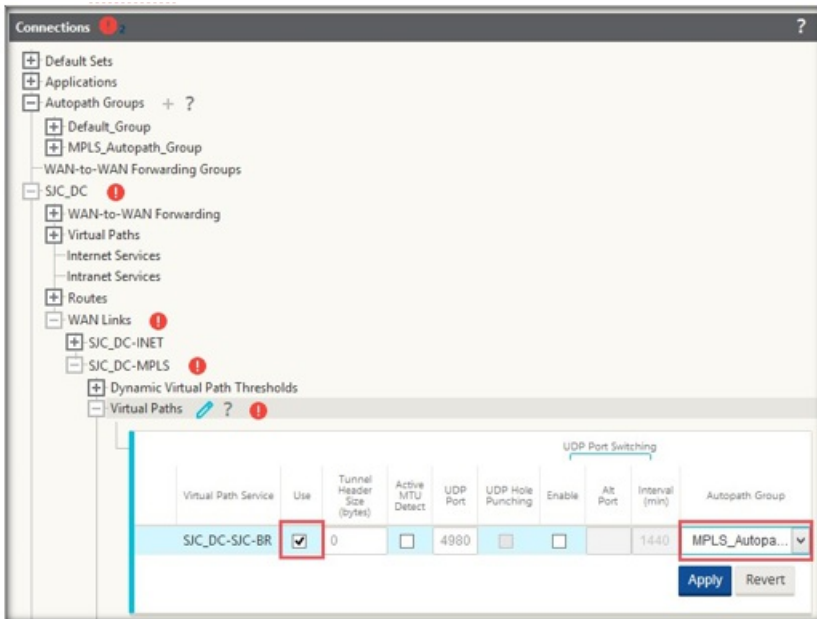 Connections 2 ?
Default Sets
Applications
Autopath Groups + ?
Default_Group
MPLS_Autopath_Group
WAN-to-WAN Forwarding Groups
SJC_DC
WAN-to-WAN Forwarding
Virtual Paths
Internet Services
Intranet Services
Routes
WAN Links
SJC_DC-INET
SJC_DC-MPLS
Dynamic Virtual Path Thresholds
Virtual Paths ?
UDP Port Switching
Virtual Path Service Use Tunnel Header Size (bytes) Active MTU Detect UDP Port UDP Hole Punching Enable Alt Port Interval (min) Autopath Group
SJC_DC-SJC-BR 0 4980 1440 MPLS_Autopa...
Apply Revert